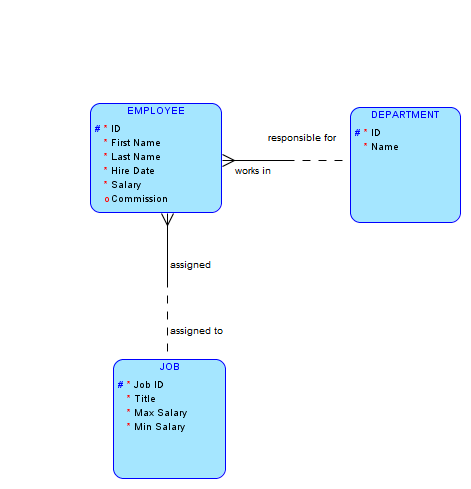 EMPLOYEE
# * ID
* First Name
* Last Name
* Hire Date
* Salary
o Commission
DEPARTMENT
# * ID
* Name
responsible for
works in
assigned
assigned to
JOB
# * Job ID
* Title
* Max Salary
* Min Salary